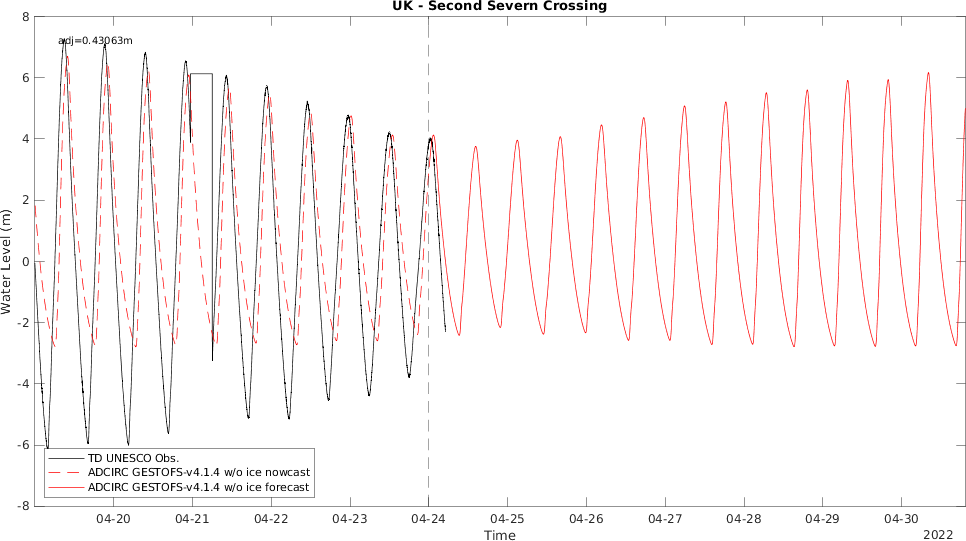 UK - Second Severn Crossing
adj=0.43063m
8
6
4
2
0
-2
-4
-6
-8
Water Level (m)
TD UNESCO Obs.
ADCIRC GESTOFS-v4.1.4 w/o ice nowcast
ADCIRC GESTOFS-v4.1.4 w/o ice forecast
04-20 04-21 04-22 04-23 04-24 04-25 04-26 04-27 04-28 04-29 04-30
Time
2022